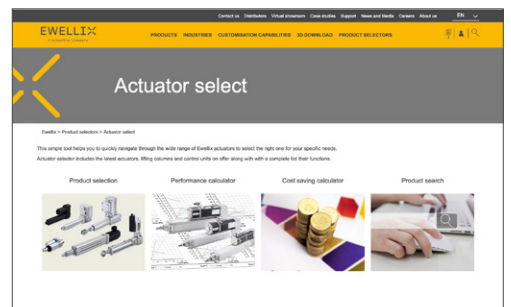 Contact us Distributors Virtual showroom Case studies Support News and Media Careers About us EN
EWELLIX
PRODUCTS INDUSTRIES CUSTOMISATION CAPABILITIES 3D DOWNLOAD PRODUCT SELECTORS
Actuator select
Ewellix > Product selectors > Actuator select
This simple tool helps you to quickly navigate through the wide range of Ewellix actuators to select the right one for your specific needs.
Actuator selector includes the latest actuators, lifting columns and control units on offer along with with a complete list their functions.
Product selection Performance calculator Cost saving calculator Product search